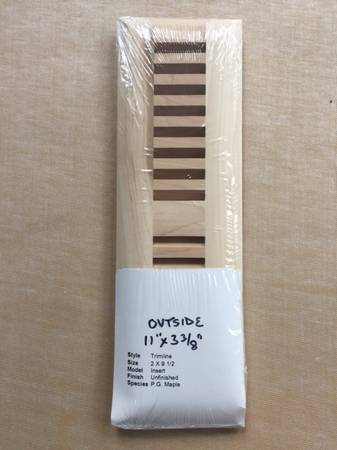 OUTSIDE
11" X 3 3/8"
Style Trimline
Size 2 X 9 1/2
Model Insert
Finish Unfinished
Species P.G. Maple